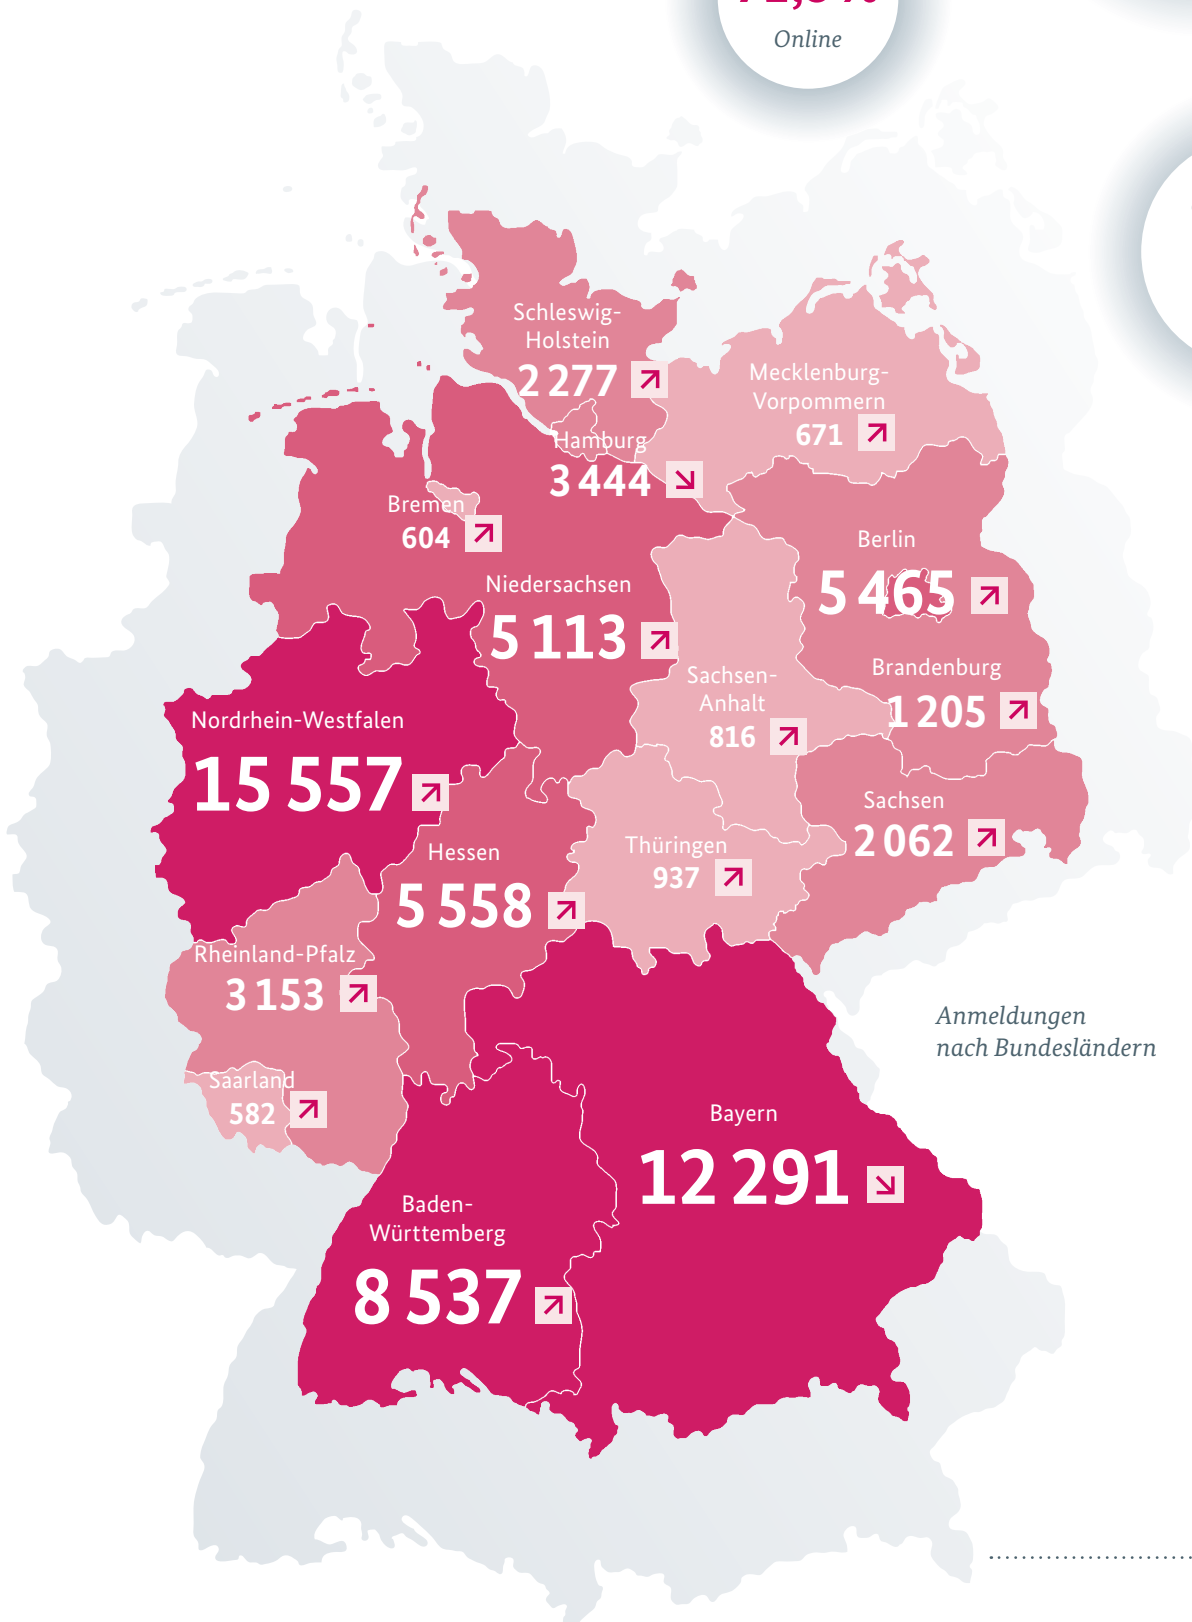 Online
Schleswig-
Holstein
2 277
Mecklenburg-
Vorpommern
671
Hamburg
3 444
Bremen
604
Berlin
5 465
Niedersachsen
5 113
Brandenburg
1 205
Sachsen-
Anhalt
816
Nordrhein-Westfalen
15 557
Sachsen
2 062
Thüringen
937
Hessen
5 558
Rheinland-Pfalz
3 153
Anmeldungen
nach Bundesländern
Saarland
582
Bayern
12 291
Baden-
Württemberg
8 537